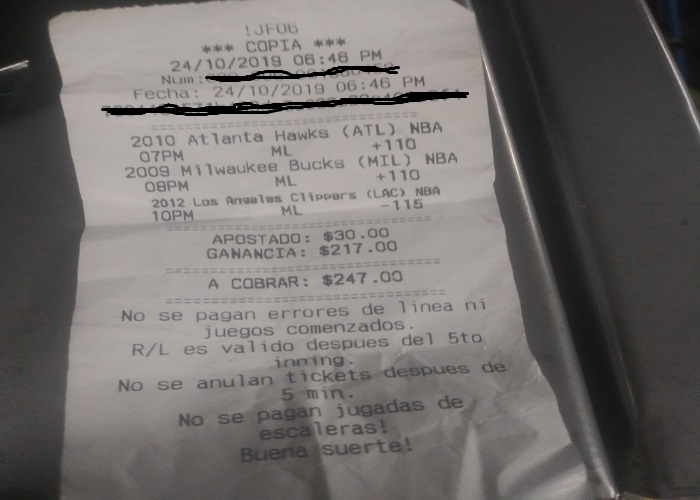 !JF06
*** COPIA ***
24/10/2019 06:46 PM
Num:
Fecha: 24/10/2019 06:46 PM
==============================
2010 Atlanta Hawks (ATL) NBA
07PM ML +110
2009 Milwaukee Bucks (MIL) NBA
08PM ML +110
2012 Los Angeles Clippers (LAC) NBA
10PM ML -115
==============================
APOSTADO: $30.00
GANANCIA: $217.00
==============================
A COBRAR: $247.00
==============================
No se pagan errores de linea ni
juegos comenzados.
R/L es valido despues del 5to
inning.
No se anulan tickets despues de
5 min.
No se pagan jugadas de
escaleras!
Buena suerte!